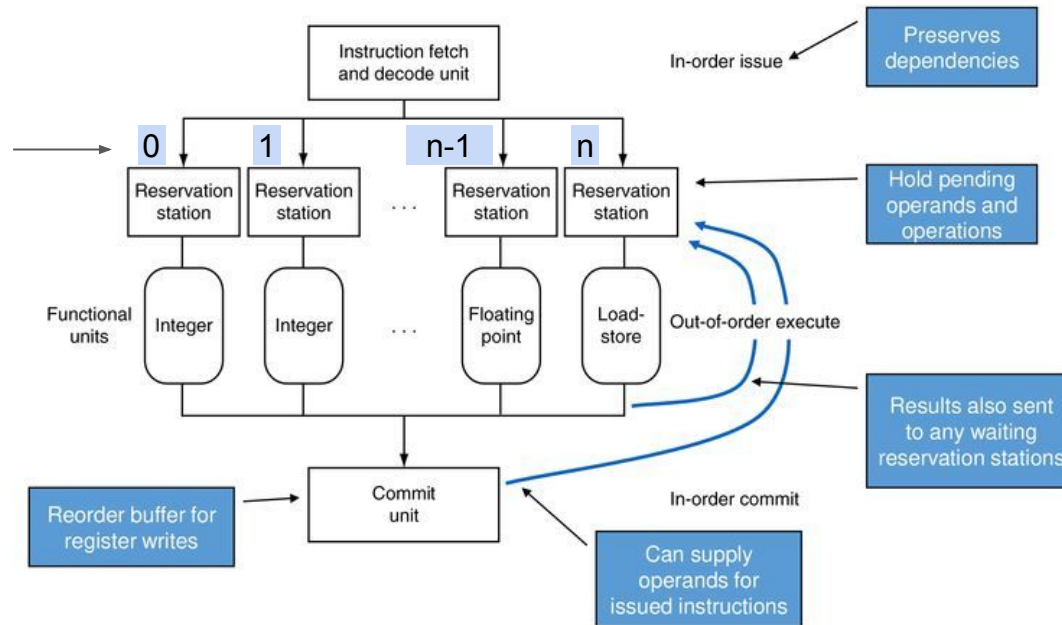 Instruction fetch
and decode unit
In-order issue
Preserves
dependencies
0
1
n-1
n
Reservation
station
Reservation
station
...
Reservation
station
Reservation
station
Hold pending
operands and
operations
Functional
units
Integer
Integer
...
Floating
point
Load-
store
Out-of-order execute
Results also sent
to any waiting
reservation stations
Reorder buffer for
register writes
Commit
unit
In-order commit
Can supply
operands for
issued instructions